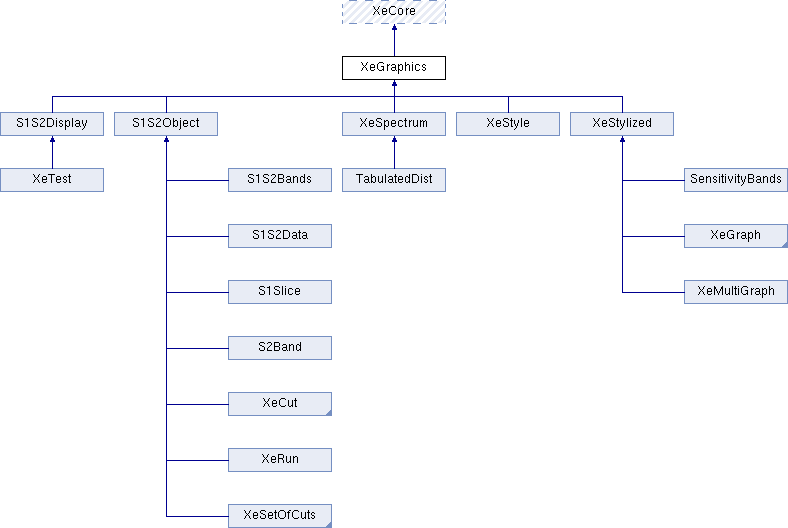 XeCore
XeGraphics
S1S2Display
S1S2Object
XeSpectrum
XeStyle
XeStylized
XeTest
S1S2Bands
TabulatedDist
SensitivityBands
S1S2Data
XeGraph
S1Slice
XeMultiGraph
S2Band
XeCut
XeRun
XeSetOfCuts